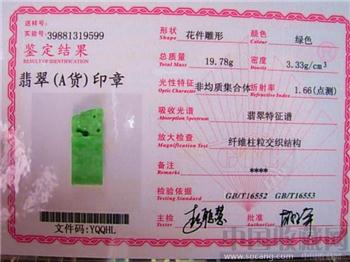 实验号 39881319599
鉴定结果
RESULT OF IDENTIFICATION
翡翠(A货)印章
文件码: YQQHL
形状 花件雕形 颜色 绿色
Shape Colour
总质量 19.78g 密度 3.33g/cm³
Total Mass Density
光性特征 非均质集合体 折射率 1.66(点测)
Optic Character Refractive Index
吸收光谱 翡翠特征谱
Absorption Spectrum
放大检查 纤维柱粒交织结构
Magnification Test
备注 ****
Remarks
检验依据 GB/T16552 GB/T16553
Testing Standard
主检 批准